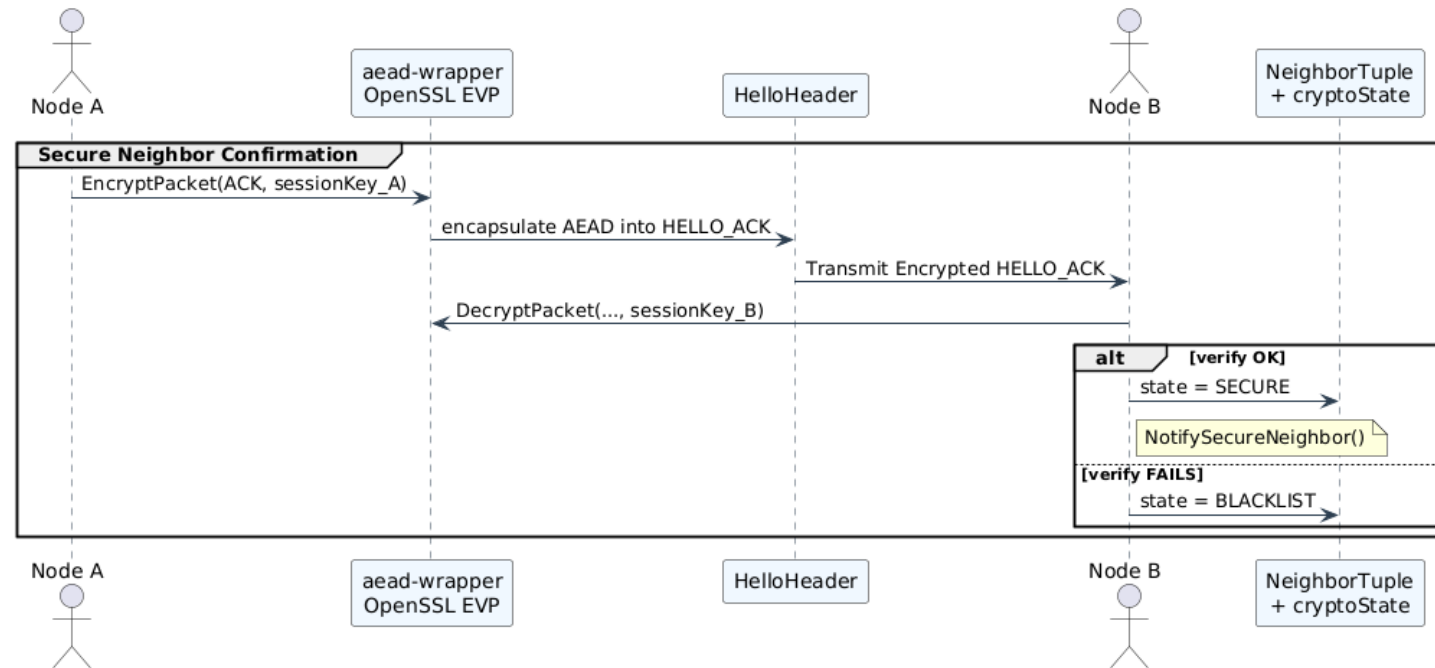 Node A
aead-wrapper
OpenSSL EVP
HelloHeader
Node B
NeighborTuple
+ cryptoState
Secure Neighbor Confirmation
EncryptPacket(ACK, sessionKey_A)
encapsulate AEAD into HELLO_ACK
Transmit Encrypted HELLO_ACK
DecryptPacket(..., sessionKey_B)
alt [verify OK]
state = SECURE
NotifySecureNeighbor()
[verify FAILS]
state = BLACKLIST
Node A
aead-wrapper
OpenSSL EVP
HelloHeader
Node B
NeighborTuple
+ cryptoState